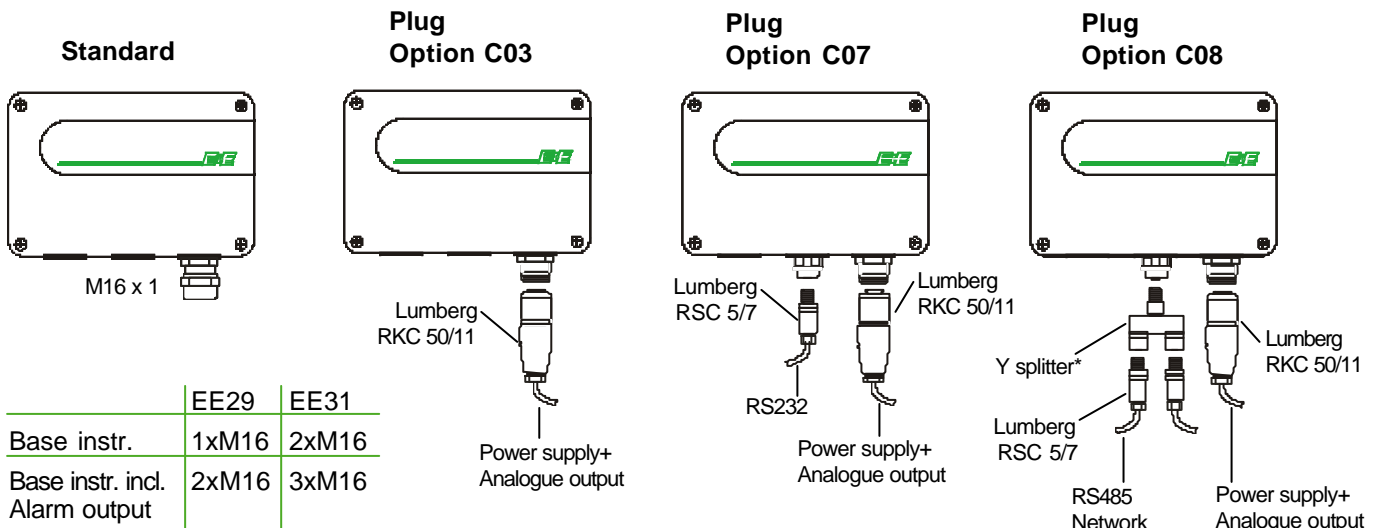 Standard
Plug
Option C03
Plug
Option C07
Plug
Option C08
M16 x 1
Lumberg
RKC 50/11
Power supply+
Analogue output
Lumberg
RSC 5/7
Lumberg
RKC 50/11
RS232
Power supply+
Analogue output
Y splitter*
Lumberg
RSC 5/7
Lumberg
RKC 50/11
RS485
Network
Power supply+
Analogue output
EE29 EE31
Base instr. 1xM16 2xM16
Base instr. incl. 2xM16 3xM16
Alarm output